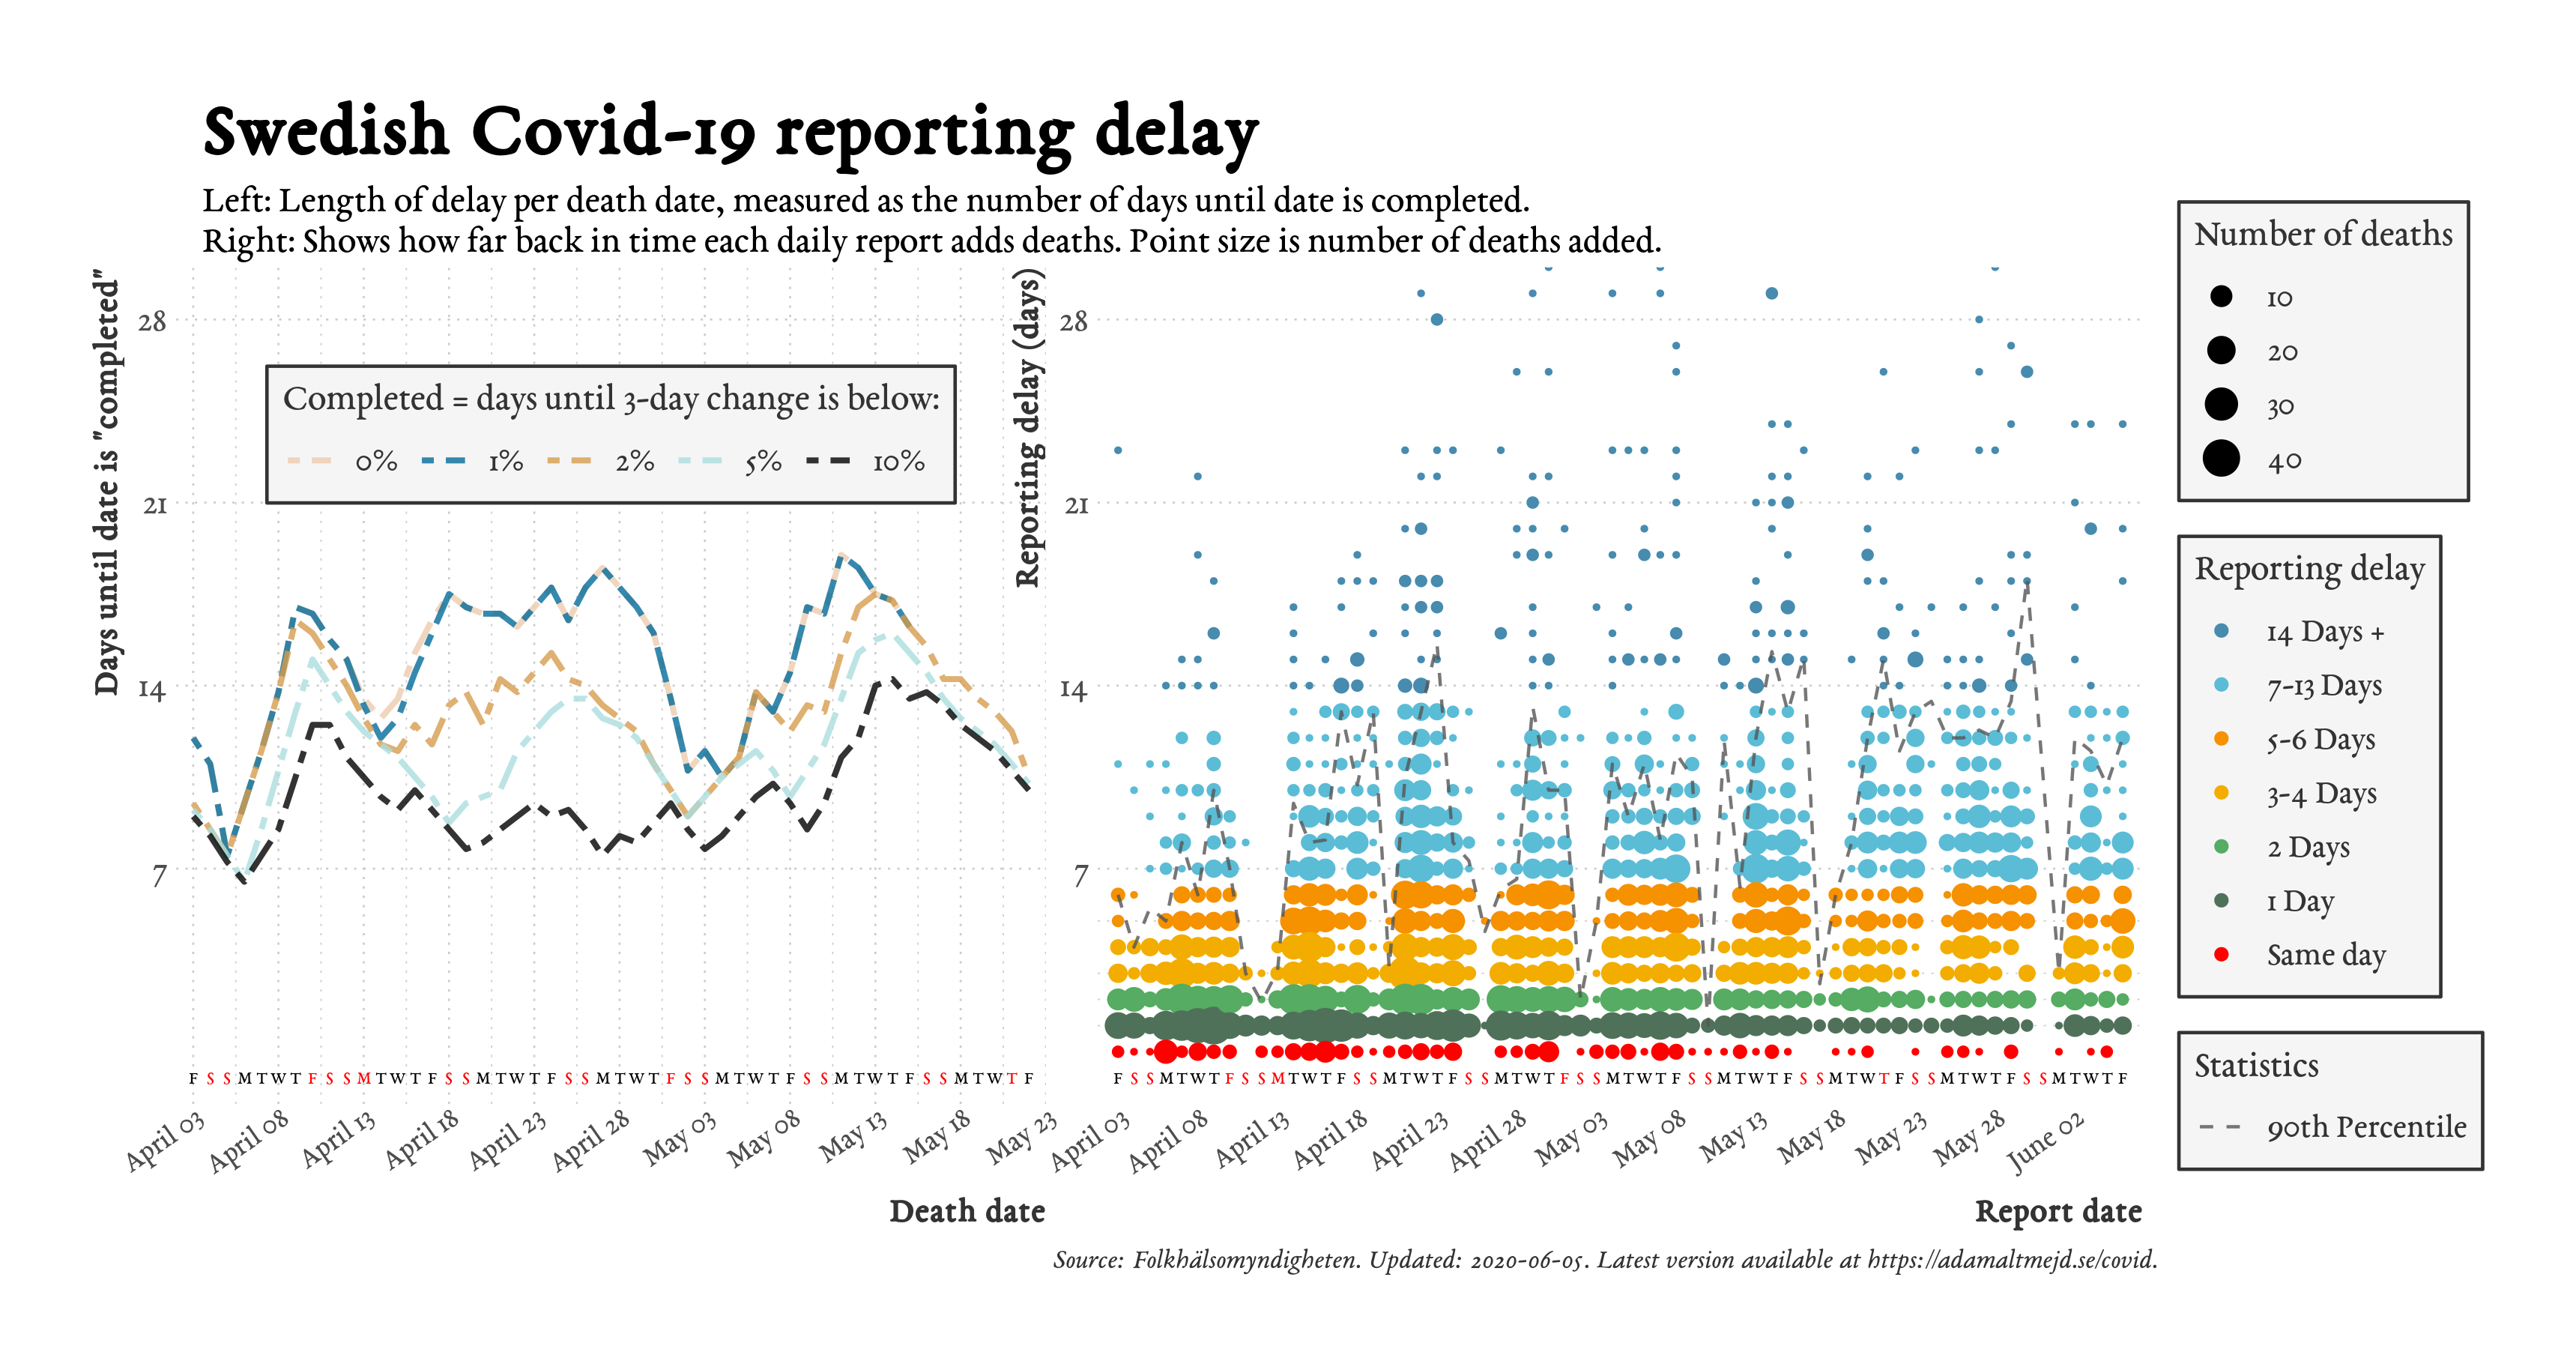 Swedish Covid-19 reporting delay
Left: Length of delay per death date, measured as the number of days until date is completed.
Right: Shows how far back in time each daily report adds deaths. Point size is number of deaths added.
Days until date is "completed"
28
21
14
7
Completed = days until 3-day change is below:
0% 1% 2% 5% 10%
F S S M T W T F S S M T W T F S S M T W T F S S M T W T F S S M T W T F S S M T W T F S S M T W T F
April 03 April 08 April 13 April 18 April 23 April 28 May 03 May 08 May 13 May 18 May 23
Death date
Reporting delay (days)
28
21
14
7
F S S M T W T F S S M T W T F S S M T W T F S S M T W T F S S M T W T F S S M T W T F S S M T W T F S S M T W T F S S M T W T F
April 03 April 08 April 13 April 18 April 23 April 28 May 03 May 08 May 13 May 18 May 23 May 28 June 02
Report date
Number of deaths
10
20
30
40
Reporting delay
14 Days +
7-13 Days
5-6 Days
3-4 Days
2 Days
1 Day
Same day
Statistics
90th Percentile
Source: Folkhälsomyndigheten. Updated: 2020-06-05. Latest version available at https://adamaltmejd.se/covid.